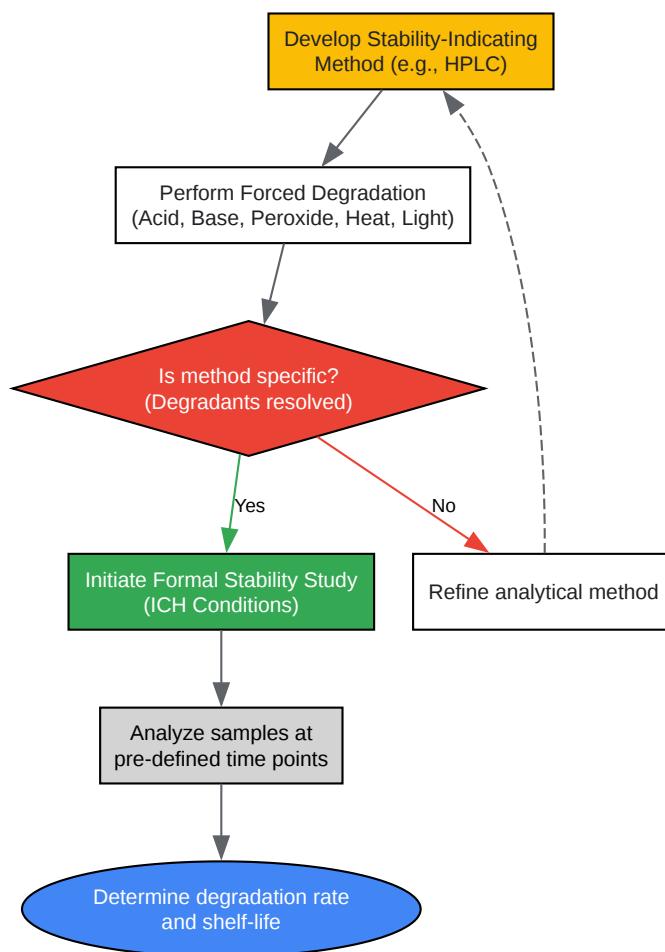 Develop Stability-Indicating
Method (e.g., HPLC)
Perform Forced Degradation
(Acid, Base, Peroxide, Heat, Light)
Is method specific?
(Degradants resolved)
Yes
No
Initiate Formal Stability Study
(ICH Conditions)
Refine analytical method
Analyze samples at
pre-defined time points
Determine degradation rate
and shelf-life